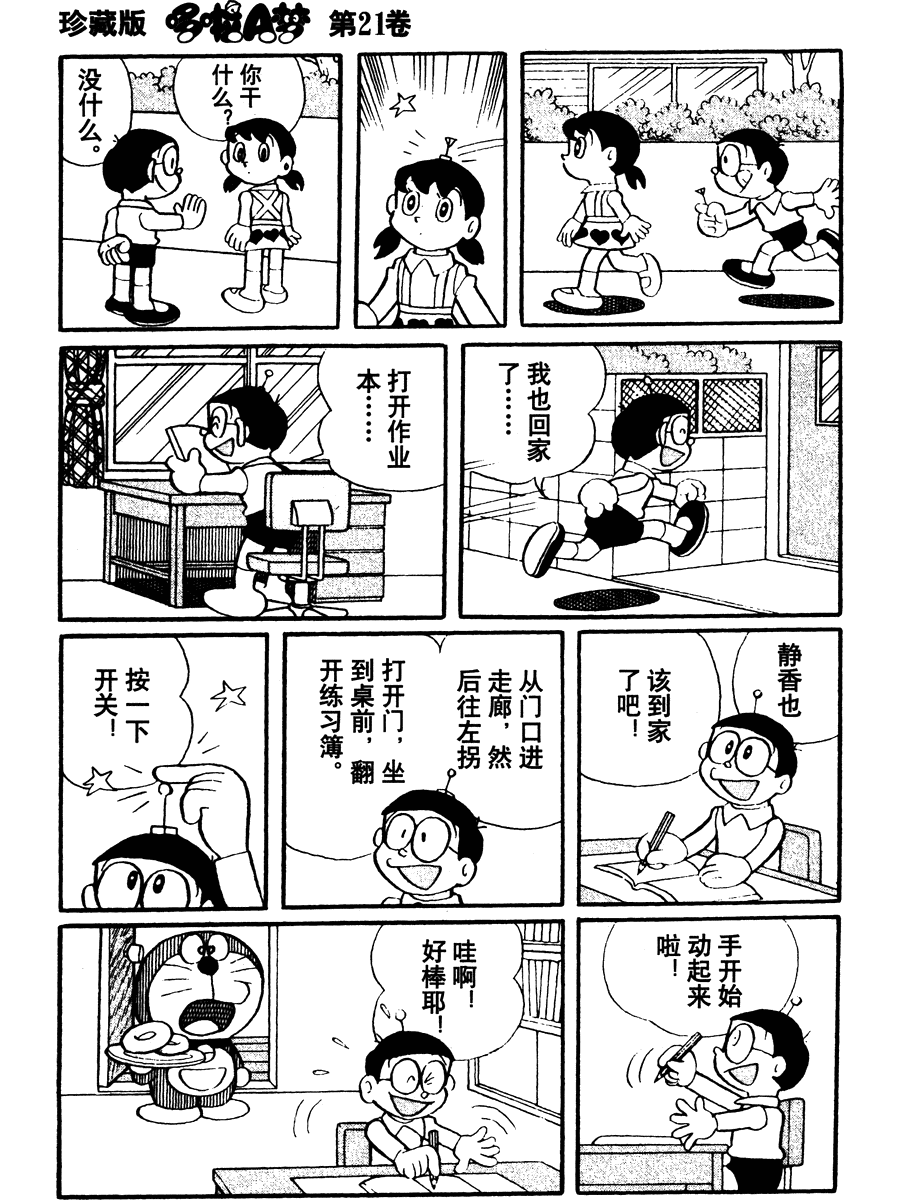 珍藏版 哆啦A梦 第21卷
你干
什么？
没什么。
我也回家
了……
打开作业
本……
静香也
该到家
了吧！
从门口进
走廊，然
后往左拐
打开门，坐
到桌前，翻
开练习簿。
按一下
开关！
手开始
动起来
啦！
哇啊！
好棒耶！